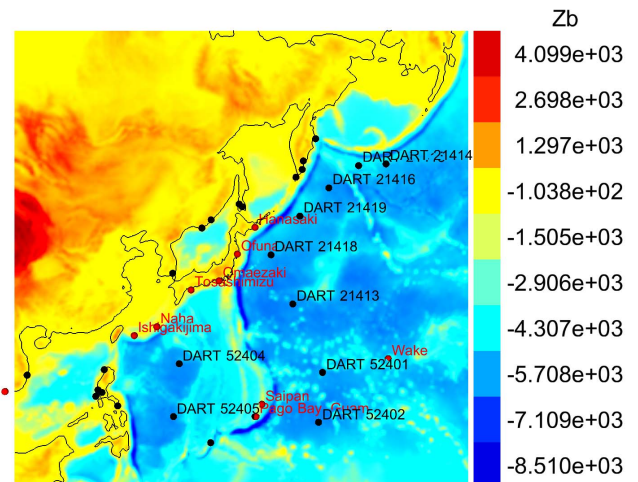 Zb
4.099e+03
2.698e+03
1.297e+03
-1.038e+02
-1.505e+03
-2.906e+03
-4.307e+03
-5.708e+03
-7.109e+03
-8.510e+03
DART 21414
DART 21416
DART 21419
Hanasaki
Ofuna
DART 21418
Omaezaki
Tosashimizu
DART 21413
Naha
Ishigakijima
Wake
DART 52404
DART 52401
Saipan
DART 52405
Pago Bay, Guam
DART 52402